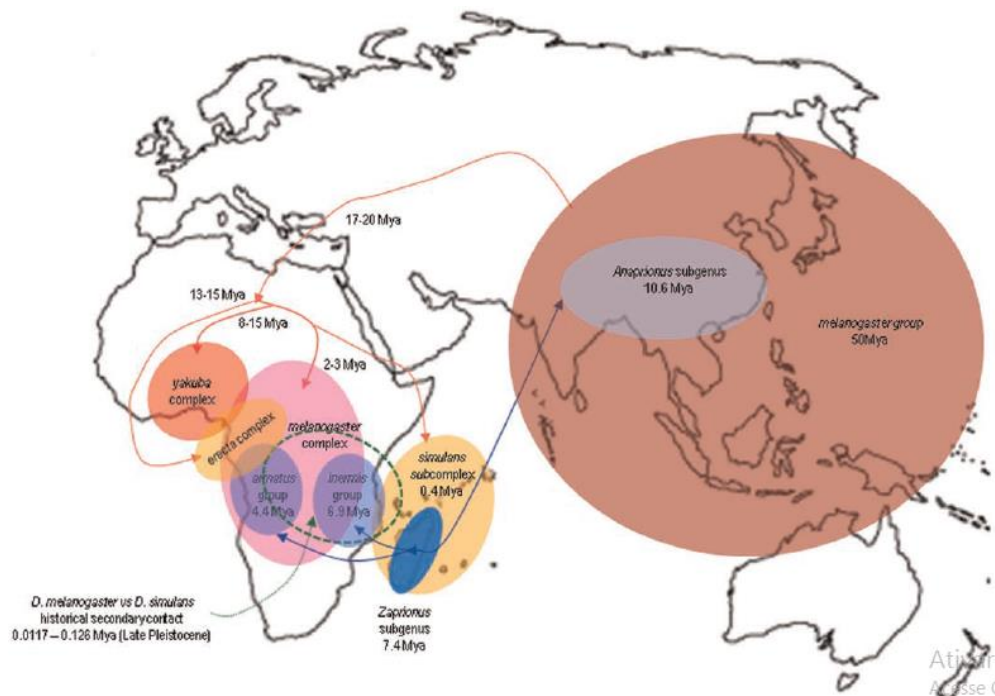 17-20 Mya
Anaprionus subgenus
10.6 Mya
13-15 Mya
8-15 Mya
melanogaster group
50Mya
2-3 Mya
yakuba
complex
erecta complex
melanogaster
complex
simulans
subcomplex
0.4 Mya
armatus
group
4.4 Mya
inermis
group
6.9 Mya
D. melanogaster vs D. simulans
historical secondary contact
0.0117 – 0.126 Mya (Late Pleistocene)
Zaprionus
subgenus
7.4 Mya